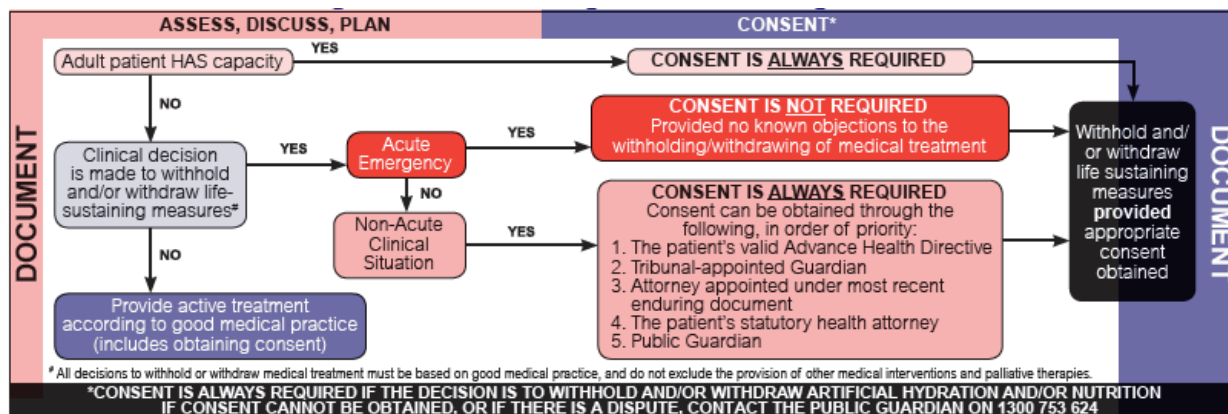 ASSESS, DISCUSS, PLAN
CONSENT*
DOCUMENT
Adult patient HAS capacity
YES
CONSENT IS ALWAYS REQUIRED
NO
Clinical decision
is made to withhold
and/or withdraw life-
sustaining measures#
YES
Acute
Emergency
YES
CONSENT IS NOT REQUIRED
Provided no known objections to the
withholding/withdrawing of medical treatment
NO
Non-Acute
Clinical
Situation
YES
CONSENT IS ALWAYS REQUIRED
Consent can be obtained through the
following, in order of priority:
1. The patient's valid Advance Health Directive
2. Tribunal-appointed Guardian
3. Attorney appointed under most recent
enduring document
4. The patient's statutory health attorney
5. Public Guardian
Withhold and/
or withdraw
life sustaining
measures
provided
appropriate
consent
obtained
DOCUMENT
NO
Provide active treatment
according to good medical practice
(includes obtaining consent)
# All decisions to withhold or withdraw medical treatment must be based on good medical practice, and do not exclude the provision of other medical interventions and palliative therapies.
*CONSENT IS ALWAYS REQUIRED IF THE DECISION IS TO WITHHOLD AND/OR WITHDRAW ARTIFICIAL HYDRATION AND/OR NUTRITION
IF CONSENT CANNOT BE OBTAINED, OR IF THERE IS A DISPUTE, CONTACT THE PUBLIC GUARDIAN ON 1300 753 624